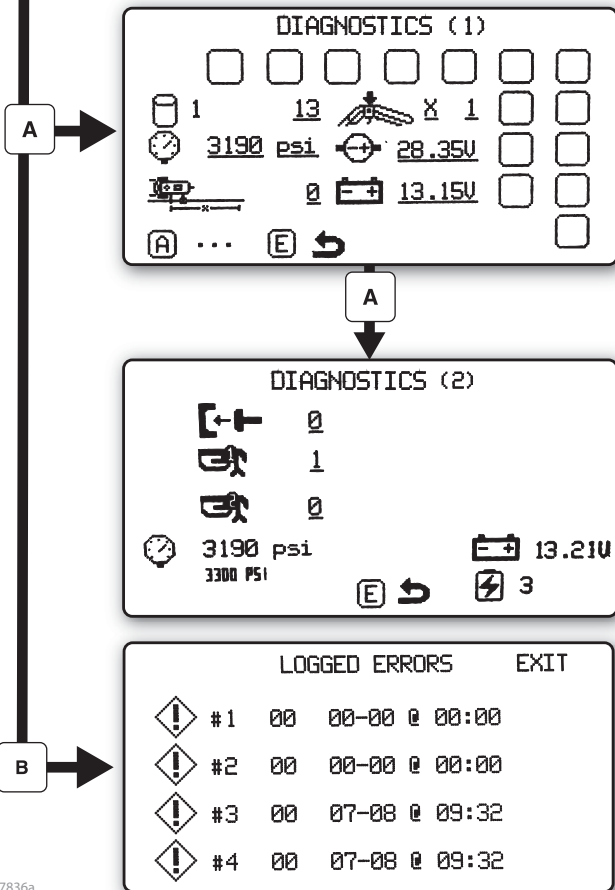 DIAGNOSTICS (1)
1 13 X 1
A
3190 psi 28.35V
0 - + 13.15V
A ... E
A
DIAGNOSTICS (2)
0
1
0
3190 psi - + 13.21V
3300 PSI
E 3
LOGGED ERRORS EXIT
#1 00 00-00 @ 00:00
B
#2 00 00-00 @ 00:00
#3 00 07-08 @ 09:32
#4 00 07-08 @ 09:32
7836a